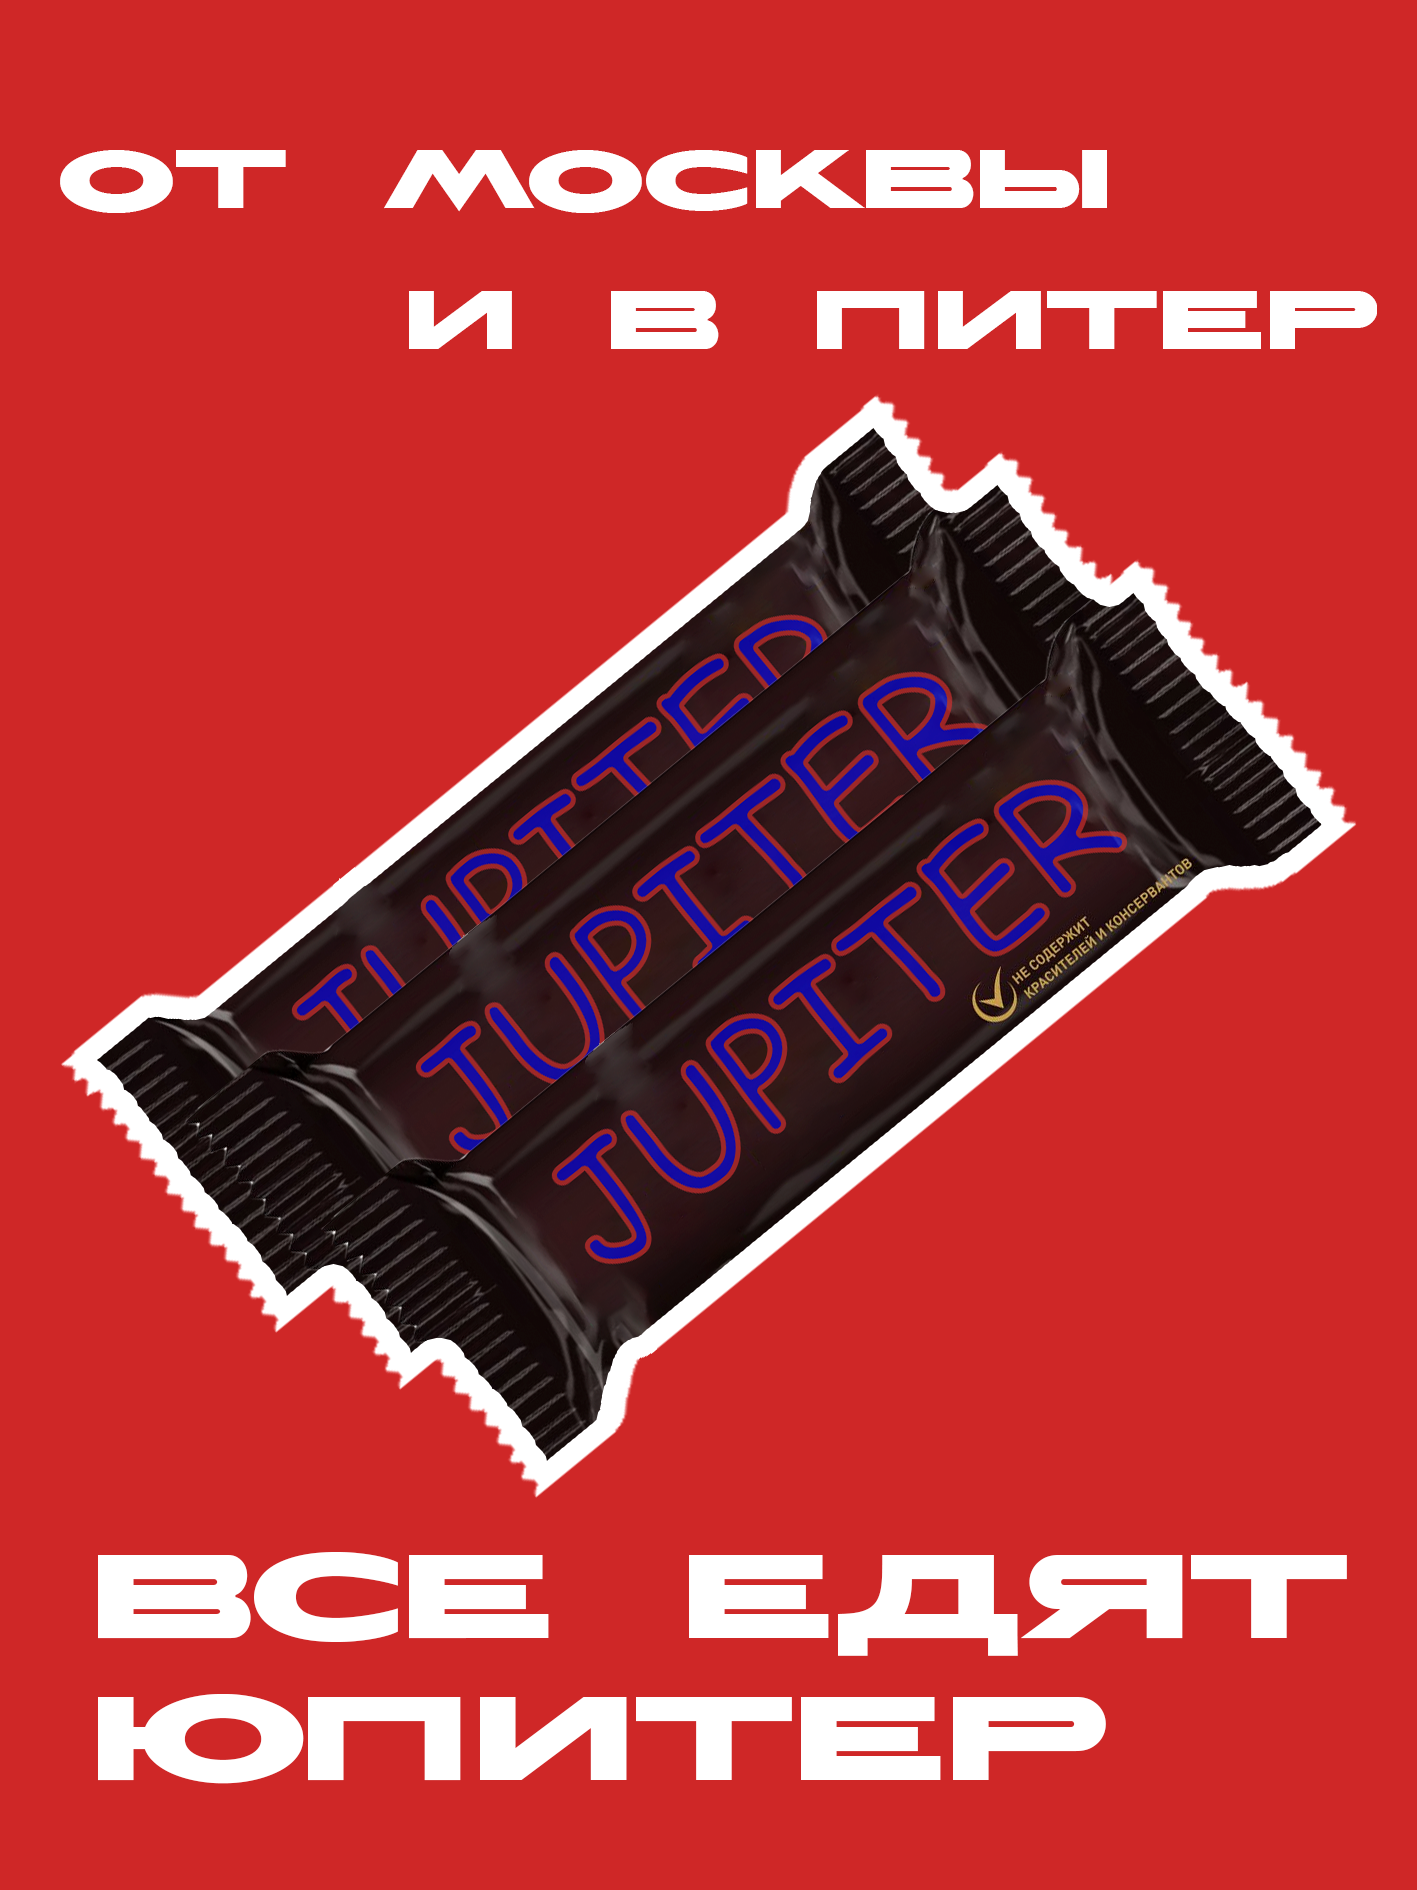 ОТ МОСКВЫ
И В ПИТЕР
JUPITER
JUPITER
JUPITER
НЕ СОДЕРЖИТ
КРАСИТЕЛЕЙ И КОНСЕРВАНТОВ
ВСЕ ЕДЯТ
ЮПИТЕР